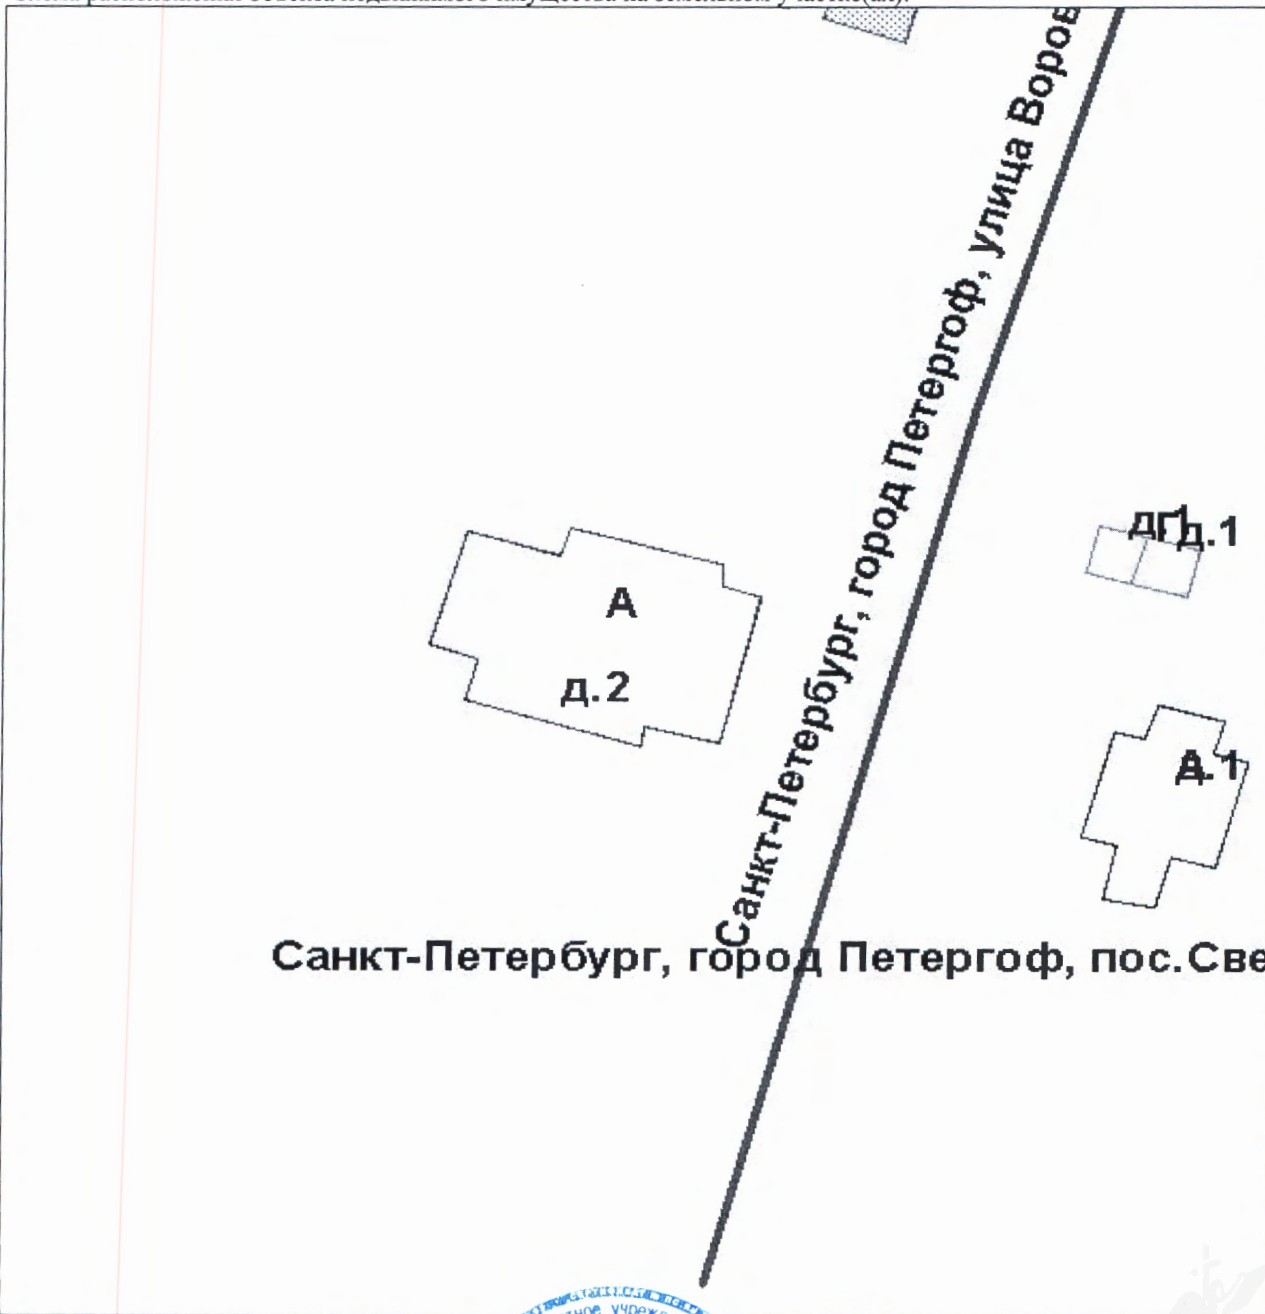 Санкт-Петербург, город Петергоф, улица Воров
д.1
А
д.2
д.1
Санкт-Петербург, город Петергоф, пос.Све